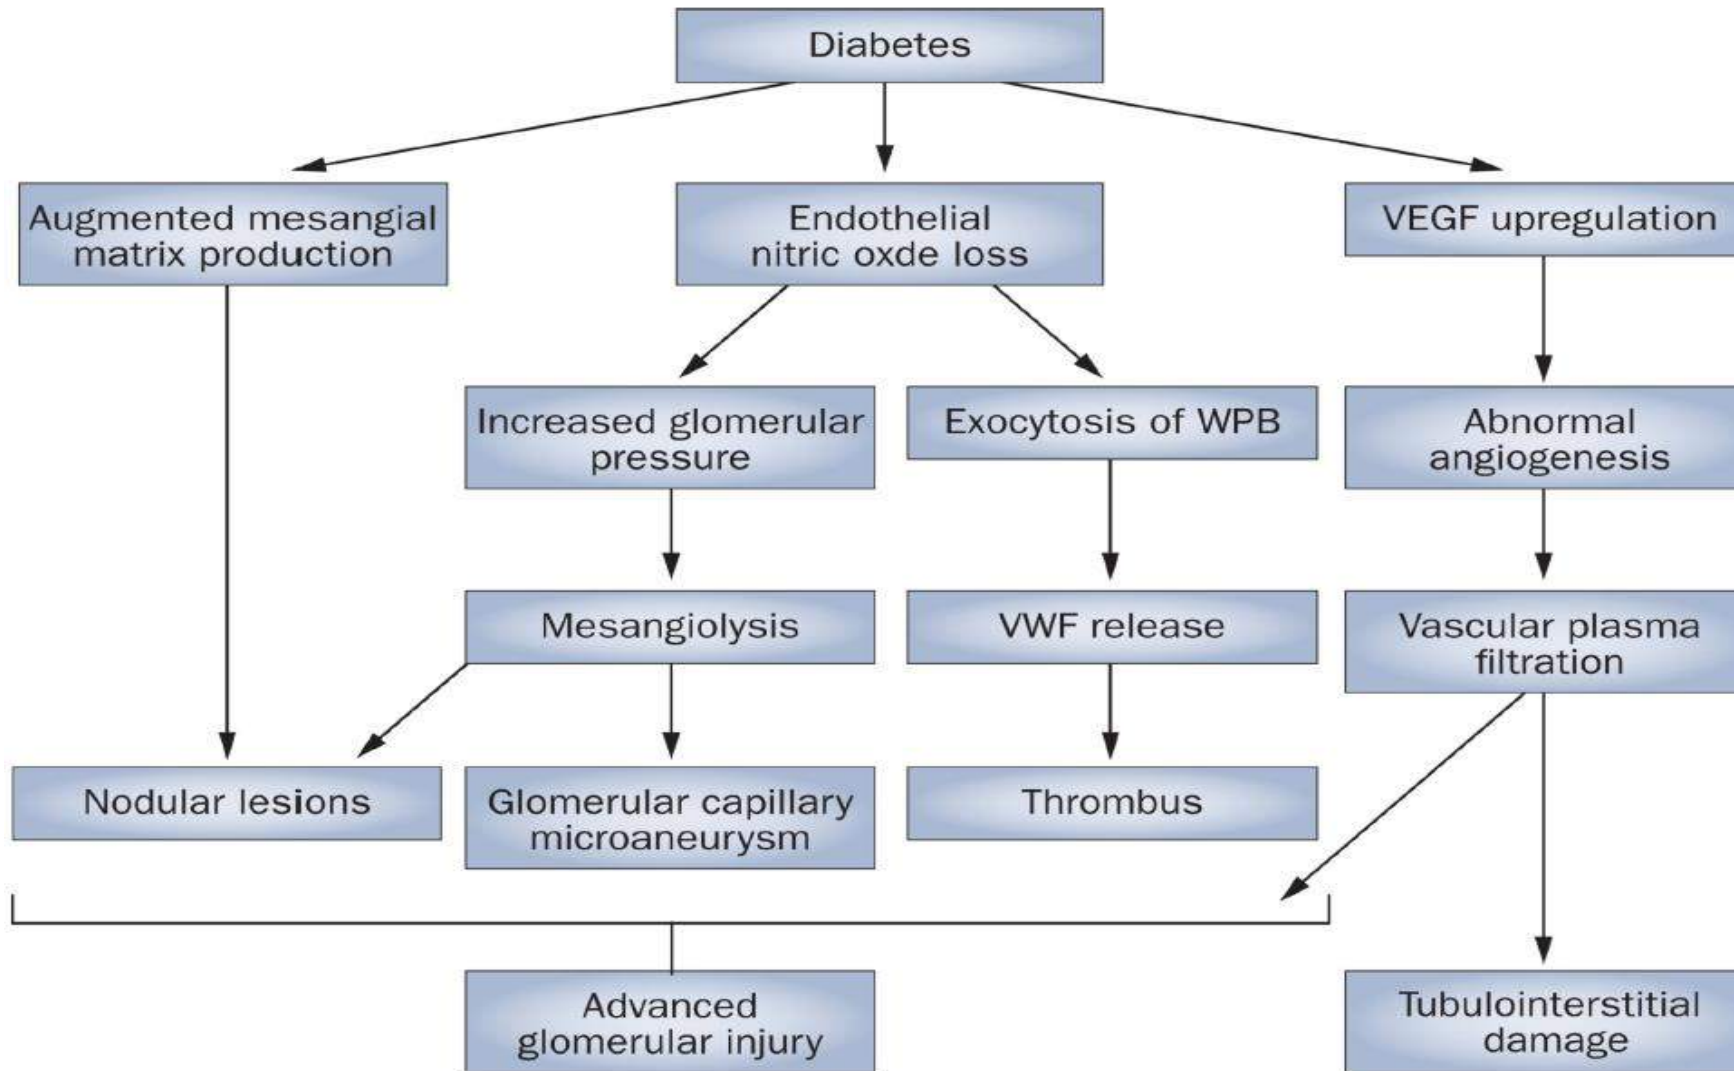 Diabetes
Augmented mesangial
matrix production
Endothelial
nitric oxde loss
VEGF upregulation
Increased glomerular
pressure
Exocytosis of WPB
Abnormal
angiogenesis
Mesangiolysis
VWF release
Vascular plasma
filtration
Nodular lesions
Glomerular capillary
microaneurysm
Thrombus
Advanced
glomerular injury
Tubulointerstitial
damage